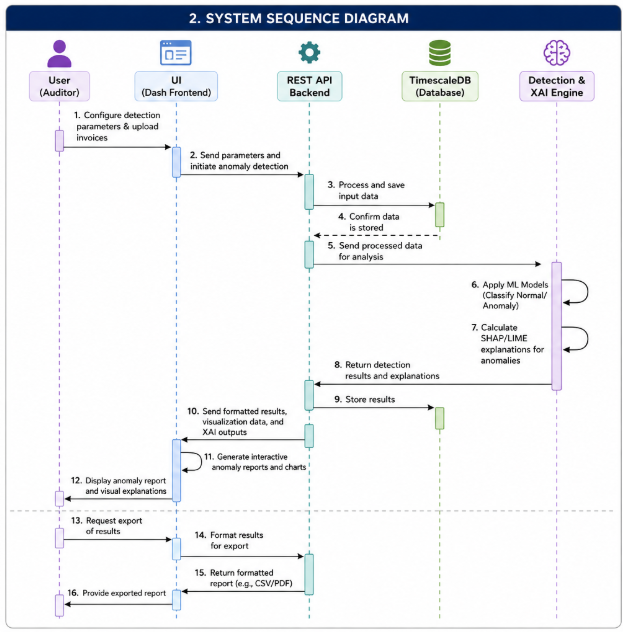 2. SYSTEM SEQUENCE DIAGRAM
User
(Auditor)
UI
(Dash Frontend)
REST API
Backend
TimescaleDB
(Database)
Detection &
XAI Engine
1. Configure detection
parameters & upload
invoices
2. Send parameters and
initiate anomaly detection
3. Process and save
input data
4. Confirm data
is stored
5. Send processed data
for analysis
6. Apply ML Models
(Classify Normal/
Anomaly)
7. Calculate
SHAP/LIME
explanations for
anomalies
8. Return detection
results and explanations
9. Store results
10. Send formatted results,
visualization data, and
XAI outputs
11. Generate interactive
anomaly reports and charts
12. Display anomaly report
and visual explanations
13. Request export
of results
14. Format results
for export
15. Return formatted
report (e.g., CSV/PDF)
16. Provide exported report